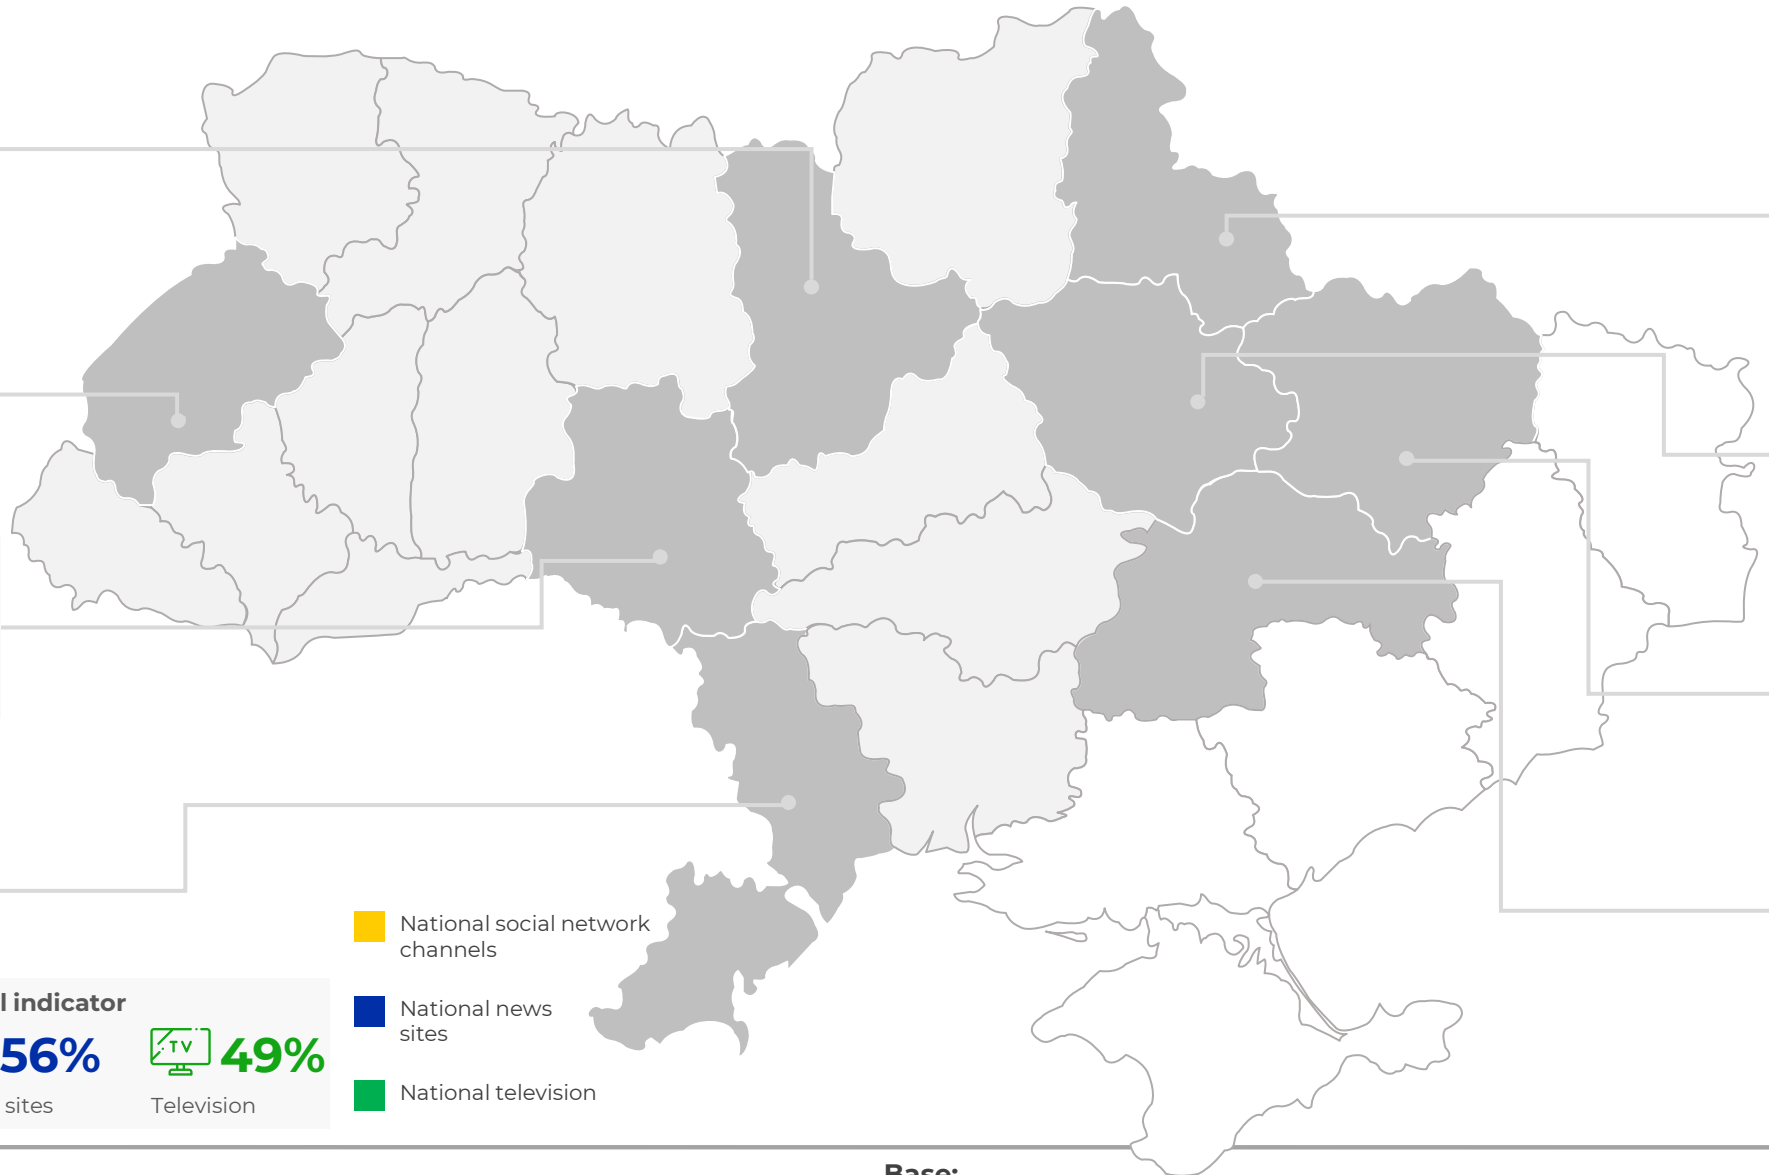 National social network
channels
National news
sites
National television
l indicator
56%
TV 49%
sites
Television
Base: